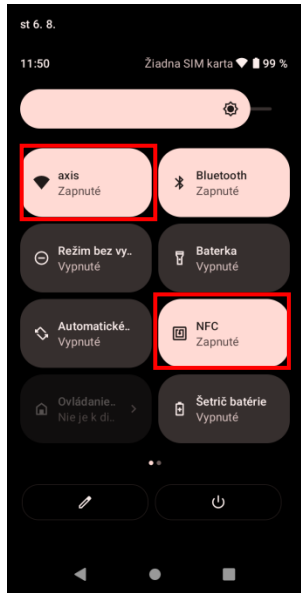 st 6. 8.
11:50 Žiadna SIM karta 99 %
axis
Zapnuté
Bluetooth
Zapnuté
Režim bez vy..
Vypnuté
Baterka
Vypnuté
Automatické..
Vypnuté
NFC
Zapnuté
Ovládanie..
Nie je k di..
Šetrič batérie
Vypnuté